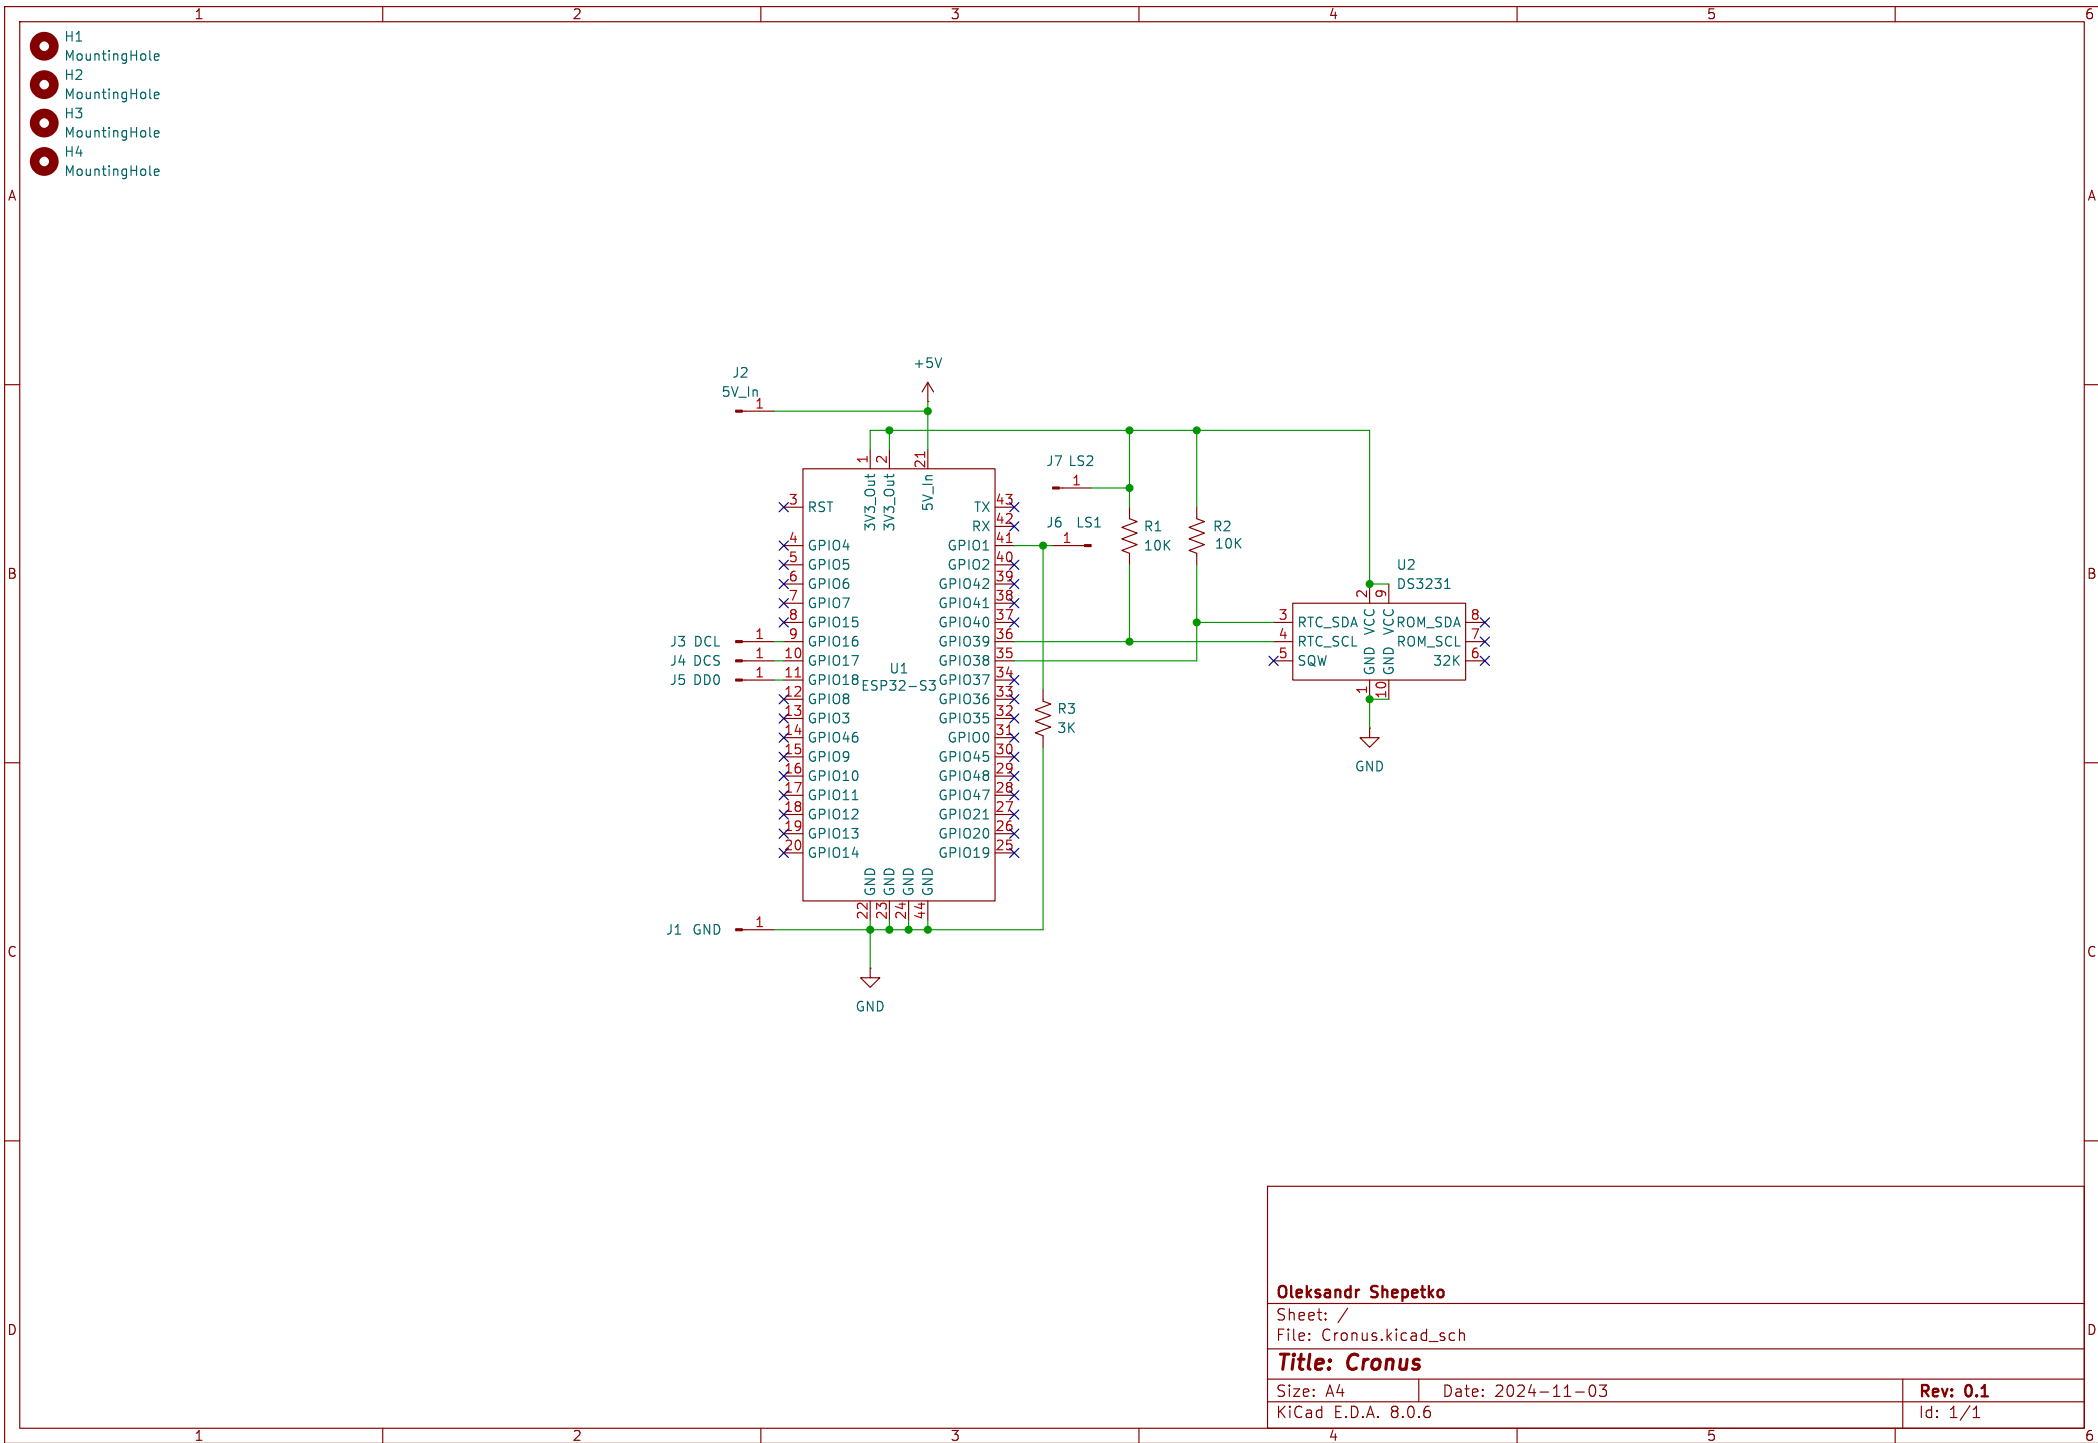 1 2 3 4 5 6
H1
MountingHole
H2
MountingHole
H3
MountingHole
H4
MountingHole
A A
+5V
J2
5V_In
1
1 2 21
3V3_Out 3V3_Out 5V_In
J7 LS2
1
J6 LS1
1
3 RST
TX 43
RX 42
4 GPIO4
GPIO1 41
5 GPIO5
GPIO2 40
6 GPIO6
GPIO42 39
7 GPIO7
GPIO41 38
8 GPIO15
GPIO40 37
J3 DCL 1 9 GPIO16
GPIO39 36
J4 DCS 1 10 GPIO17
GPIO38 35
J5 DD0 1 11 GPIO18
GPIO37 34
12 GPIO8
GPIO36 33
13 GPIO3
GPIO35 32
14 GPIO46
GPIO0 31
15 GPIO9
GPIO45 30
16 GPIO10
GPIO48 29
17 GPIO11
GPIO47 28
18 GPIO12
GPIO21 27
19 GPIO13
GPIO20 26
20 GPIO14
GPIO19 25
U1
ESP32-S3
GND GND GND GND
22 23 24 44
R1
10K
R2
10K
R3
3K
B B
U2
DS3231
2 9
VCC VCC
3 RTC_SDA
ROM_SDA 8
4 RTC_SCL
ROM_SCL 7
5 SQW
32K 6
GND GND
1 10
GND
J1 GND 1
GND
C C
D D
Oleksandr Shepetko
Sheet: /
File: Cronus.kicad_sch
Title: Cronus
Size: A4 Date: 2024-11-03 Rev: 0.1
KiCad E.D.A. 8.0.6 Id: 1/1
1 2 3 4 5 6